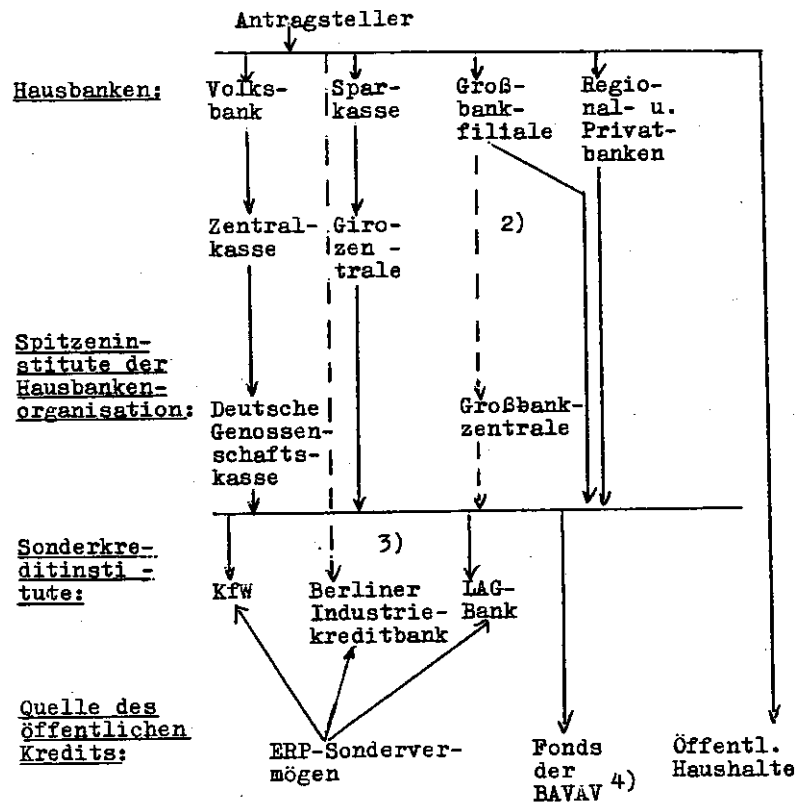 Antragsteller
Hausbanken:
Volks-
bank
Spar-
kasse
Groß-
bank-
filiale
Regio-
nal- u.
Privat-
banken
Zentral-
kasse
Giro-
zen -
trale
2)
Spitzenin-
stitute der
Hausbanken-
organisation:
Deutsche
Genossen-
schafts-
kasse
Großbank-
zentrale
Sonderkre-
ditinsti -
tute:
3)
KfW
Berliner
Industrie-
kreditbank
LAG-
Bank
Quelle des
öffentlichen
Kredits:
ERP-Sonderver-
mögen
Fonds
der
BAVAV 4)
Öffentl.
Haushalte